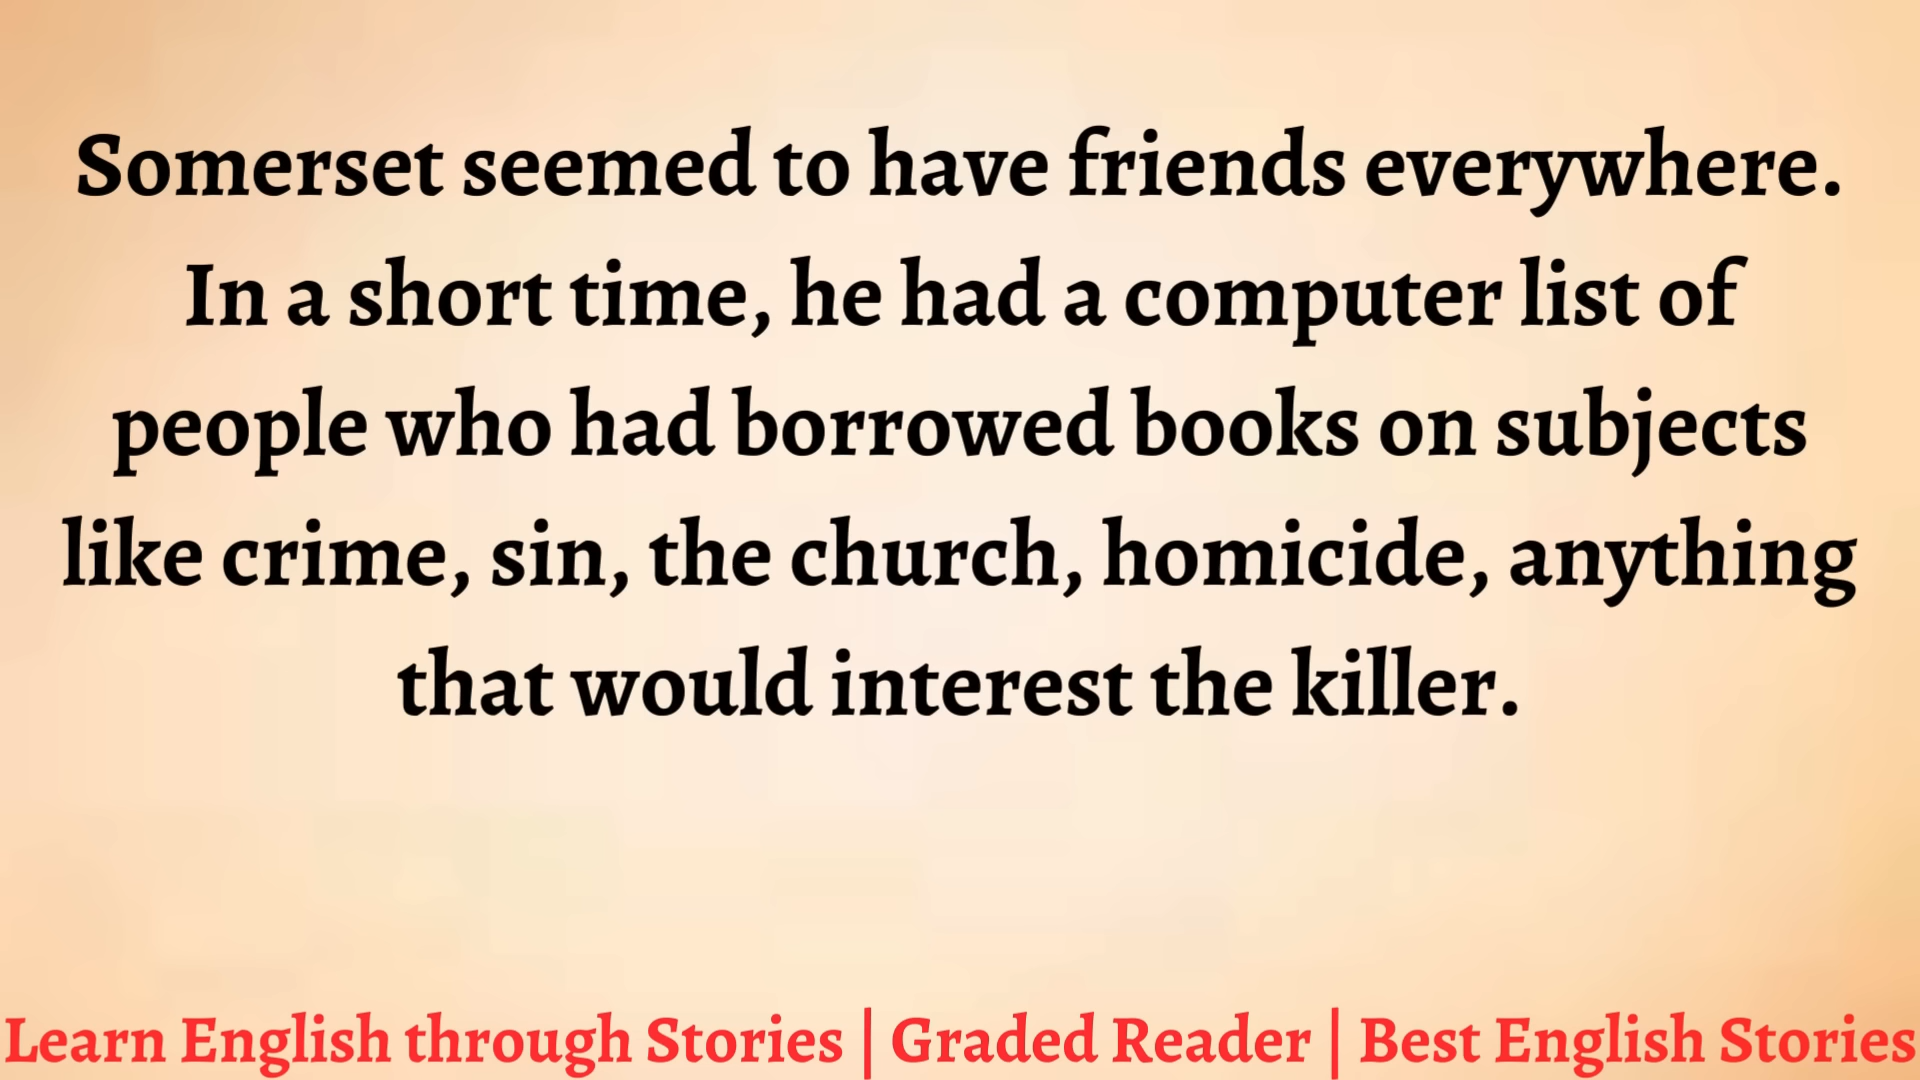 Somerset seemed to have friends everywhere.
In a short time, he had a computer list of
people who had borrowed books on subjects
like crime, sin, the church, homicide, anything
that would interest the killer.
Learn English through Stories | Graded Reader | Best English Stories